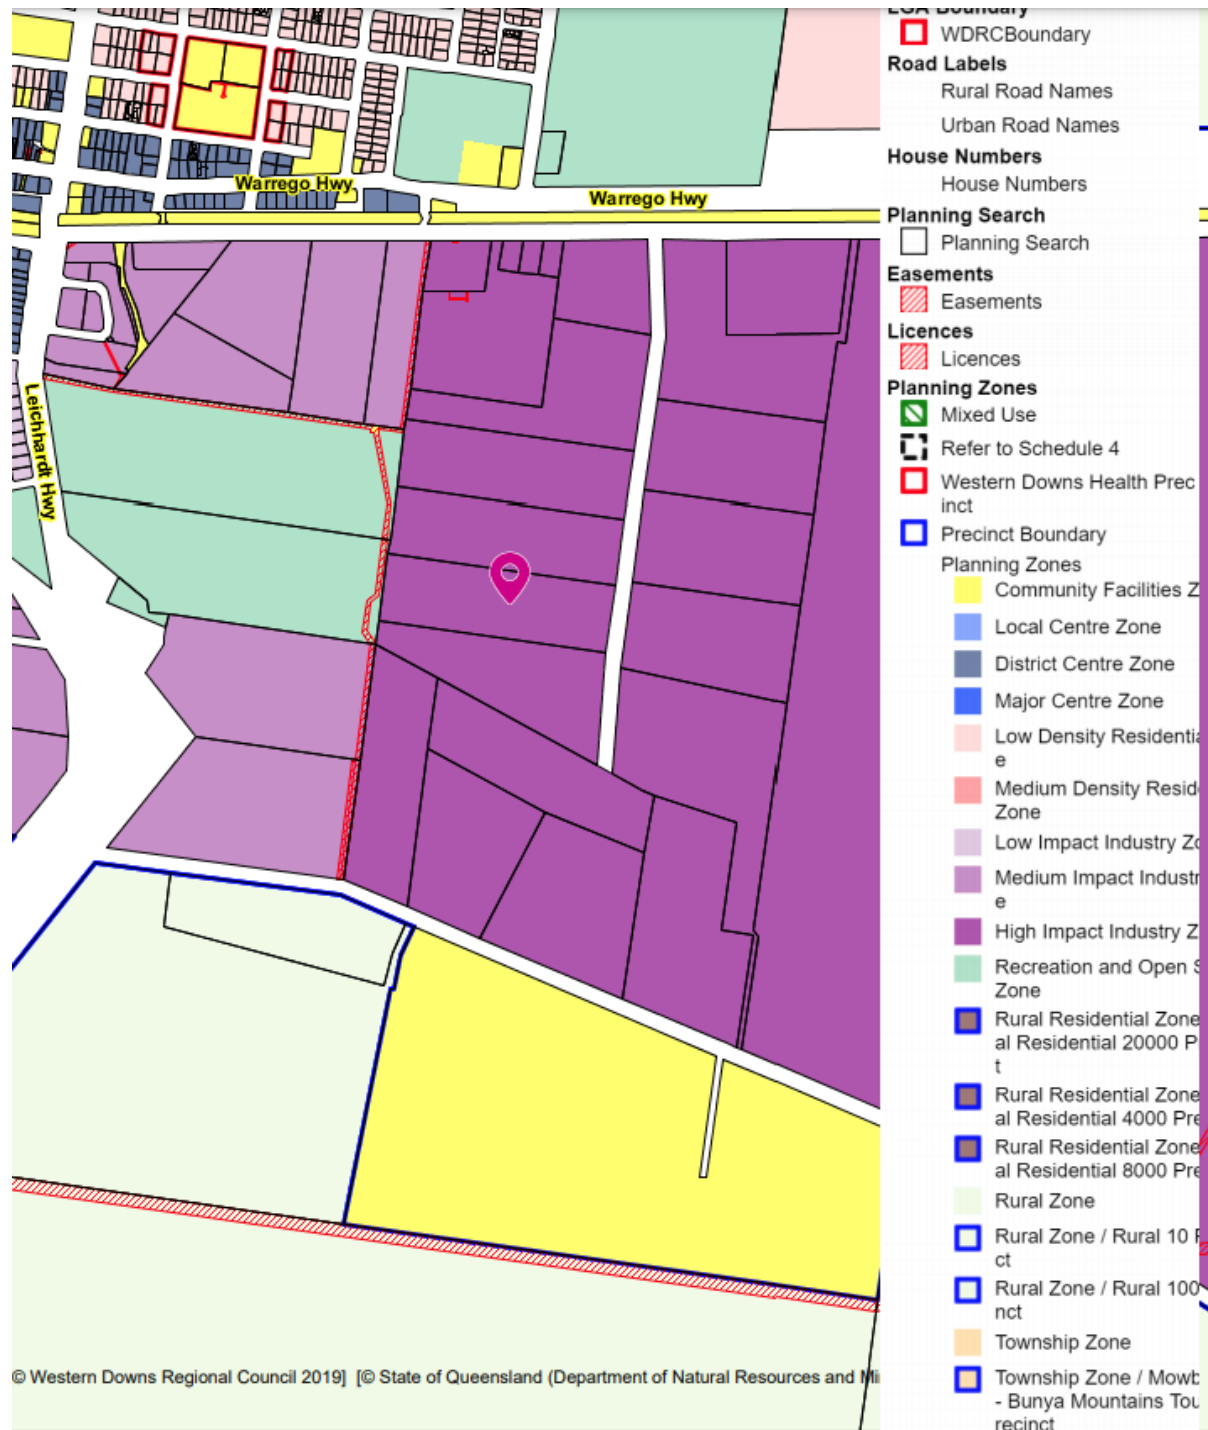 LGA Boundary
WDRCBoundary
Road Labels
Rural Road Names
Urban Road Names
House Numbers
House Numbers
Planning Search
Planning Search
Easements
Easements
Licences
Licences
Planning Zones
Mixed Use
Refer to Schedule 4
Western Downs Health Prec
inct
Precinct Boundary
Planning Zones
Community Facilities Z
Local Centre Zone
District Centre Zone
Major Centre Zone
Low Density Residentia
e
Medium Density Resid
Zone
Low Impact Industry Zo
Medium Impact Industr
e
High Impact Industry Z
Recreation and Open S
Zone
Rural Residential Zone
al Residential 20000 P
t
Rural Residential Zone
al Residential 4000 Pre
Rural Residential Zone
al Residential 8000 Pre
Rural Zone
Rural Zone / Rural 10 P
ct
Rural Zone / Rural 100
nct
Township Zone
Township Zone / Mowb
- Bunya Mountains Tou
recinct
Warrego Hwy
Warrego Hwy
Leichhardt Hwy
© Western Downs Regional Council 2019] [© State of Queensland (Department of Natural Resources and Mi